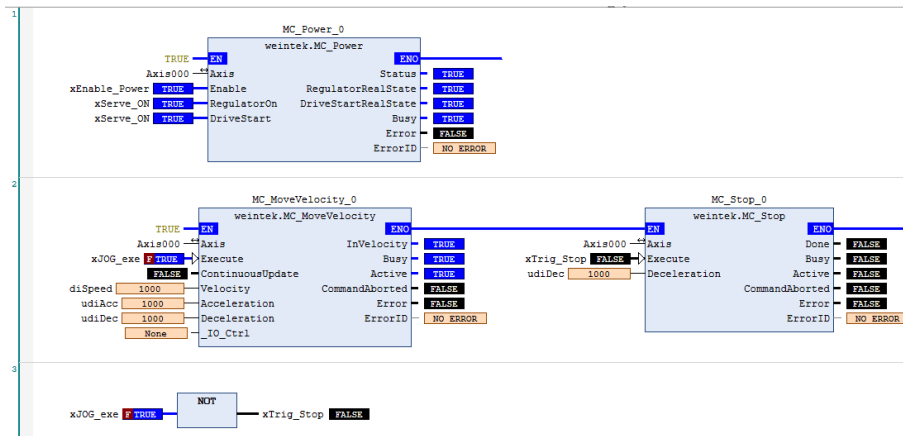 1
MC_Power_0
weintek.MC_Power
TRUE EN ENO
Axis000 Axis Status TRUE
xEnable_Power TRUE Enable RegulatorRealState TRUE
xServe_ON TRUE RegulatorOn DriveStartRealState TRUE
xServe_ON TRUE DriveStart Busy TRUE
Error FALSE
ErrorID NO ERROR
2
MC_MoveVelocity_0 MC_Stop_0
weintek.MC_MoveVelocity weintek.MC_Stop
TRUE EN ENO EN ENO
Axis000 Axis InVelocity TRUE Axis000 Axis Done FALSE
xJOG_exe F TRUE Execute Busy TRUE xTrig_Stop FALSE Execute Busy FALSE
FALSE ContinuousUpdate Active TRUE udiDec 1000 Deceleration Active FALSE
diSpeed 1000 Velocity CommandAborted FALSE CommandAborted FALSE
udiAcc 1000 Acceleration Error FALSE Error FALSE
udiDec 1000 Deceleration ErrorID NO ERROR ErrorID NO ERROR
None _IO_Ctrl
3
NOT
xJOG_exe F TRUE xTrig_Stop FALSE